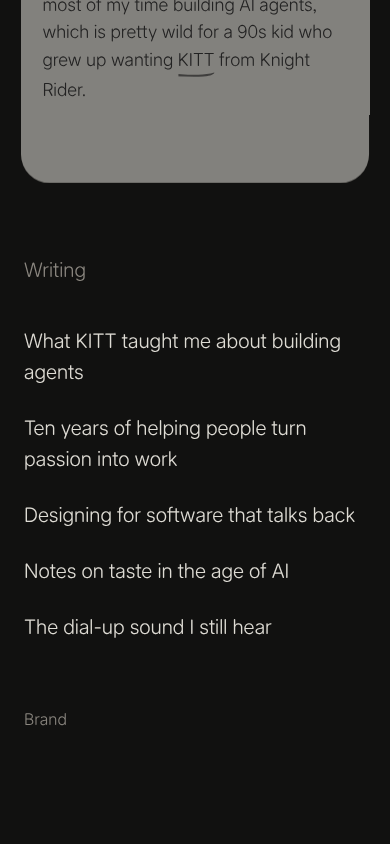 most of my time building AI agents,
which is pretty wild for a 90s kid who
grew up wanting KITT from Knight
Rider.
Writing
What KITT taught me about building
agents
Ten years of helping people turn
passion into work
Designing for software that talks back
Notes on taste in the age of AI
The dial-up sound I still hear
Brand